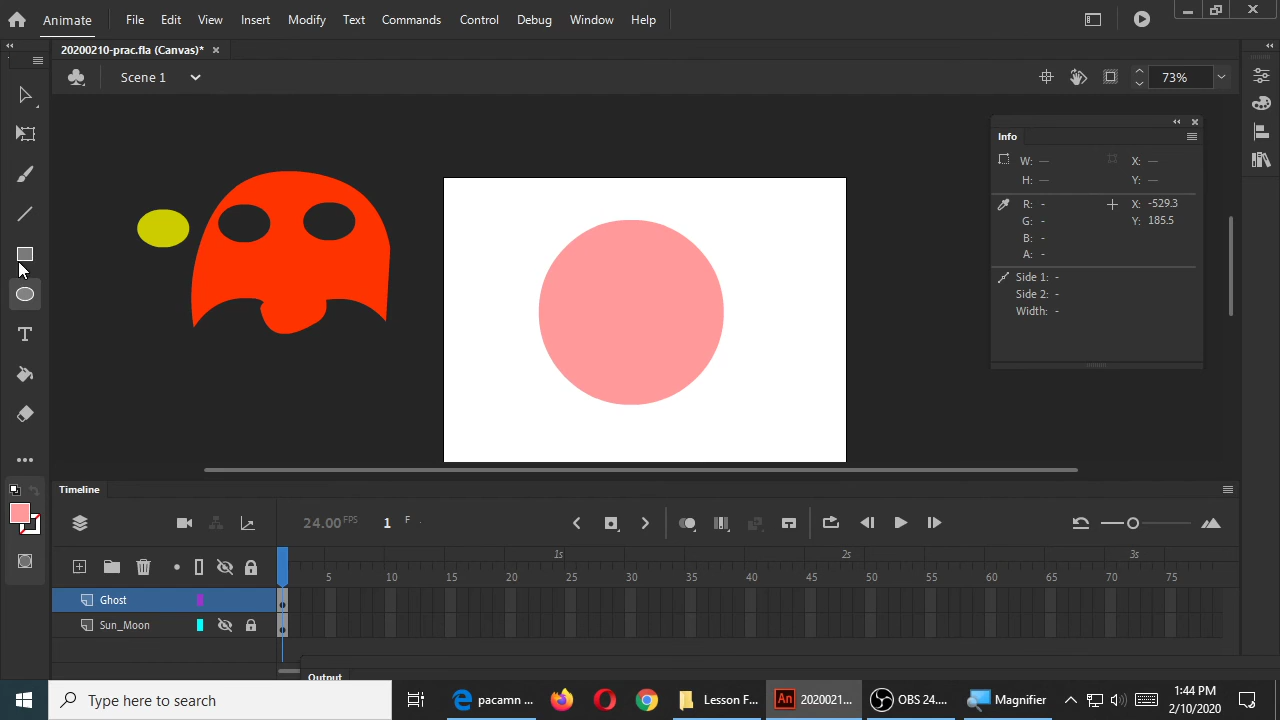 Animate File Edit View Insert Modify Text Commands Control Debug Window Help
20200210-prac.fla (Canvas)* ×
Scene 1 73%
Info
W: — X: —
H: — Y: —
R: - X: -529.3
G: - Y: 185.5
B: -
A: -
Side 1: -
Side 2: -
Width: -
Timeline
24.00 FPS 1 F
1s 2s 3s
5 10 15 20 25 30 35 40 45 50 55 60 65 70 75
Ghost
Sun_Moon
Output
Type here to search pacamn ... Lesson F... An 2020021... OBS 24.... Magnifier 1:44 PM
2/10/2020